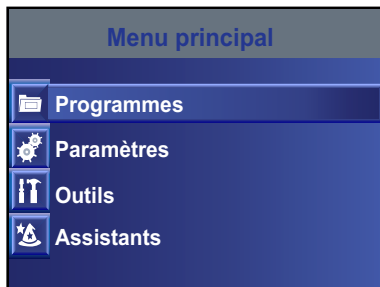 Menu principal
Programmes
Paramètres
Outils
Assistants